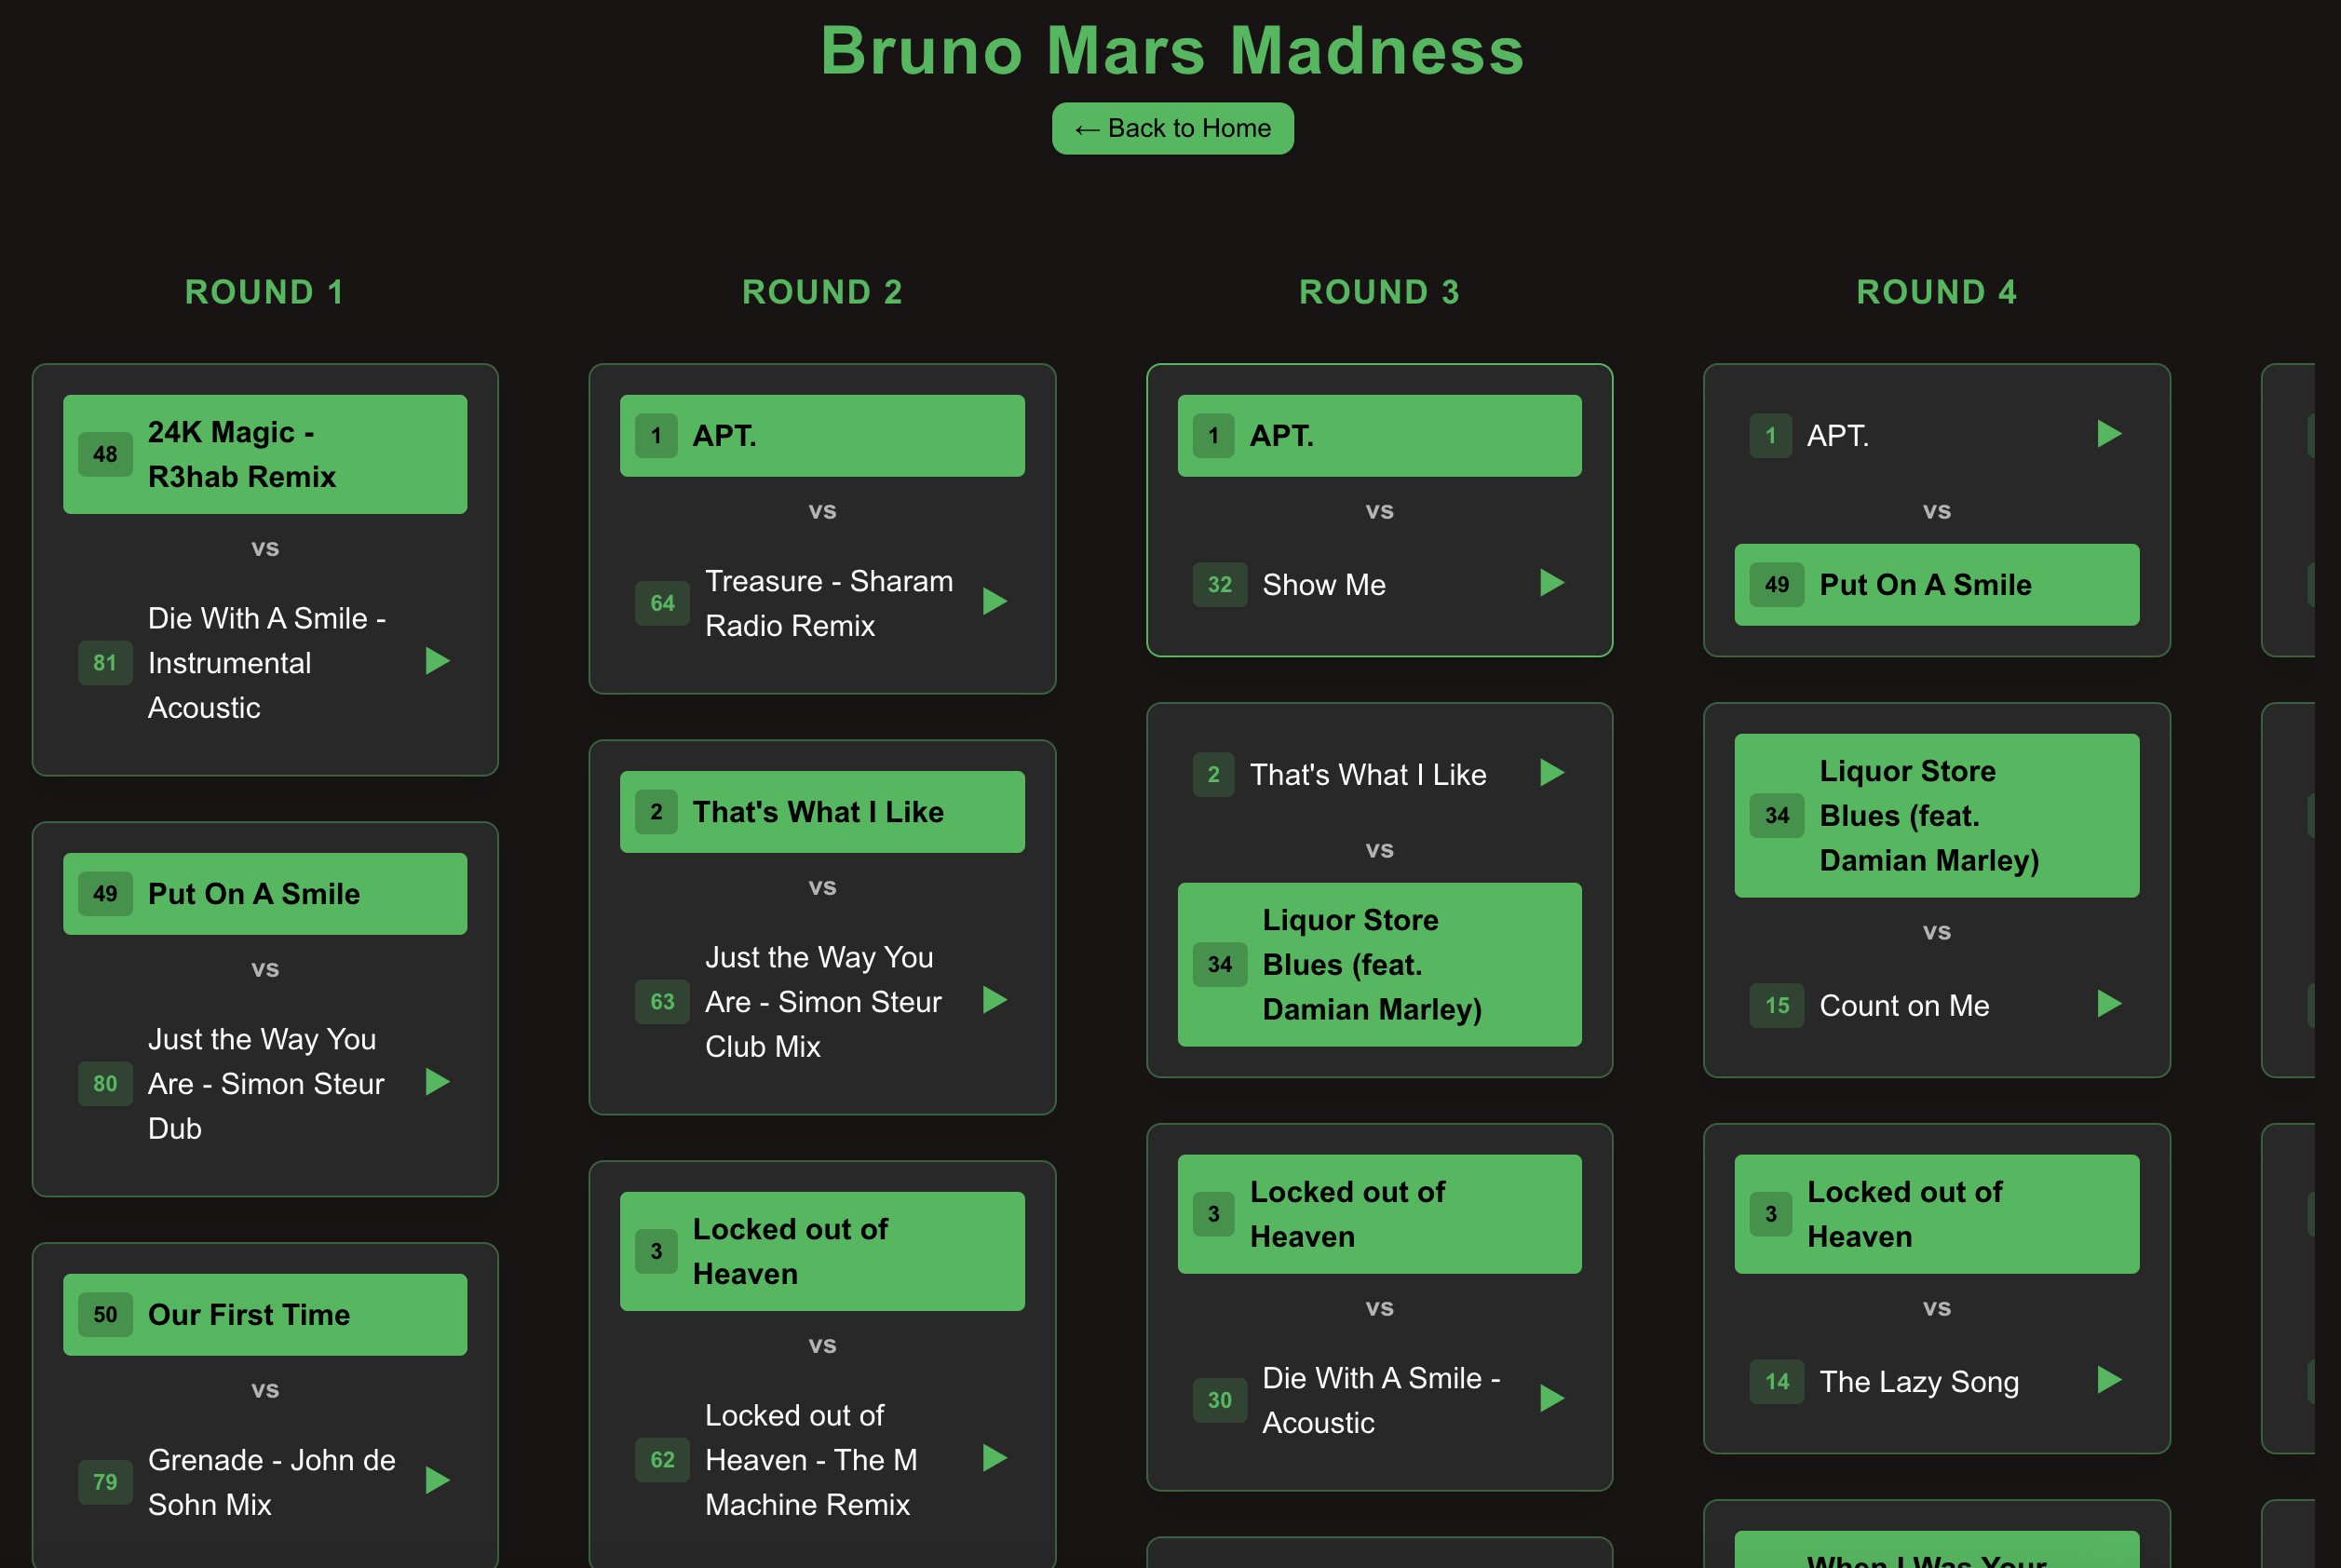 Bruno Mars Madness
← Back to Home
ROUND 1
48
24K Magic -
R3hab Remix
vs
81
Die With A Smile -
Instrumental
Acoustic
49
Put On A Smile
vs
80
Just the Way You
Are - Simon Steur
Dub
50
Our First Time
vs
79
Grenade - John de
Sohn Mix
ROUND 2
1
APT.
vs
64
Treasure - Sharam
Radio Remix
2
That's What I Like
vs
63
Just the Way You
Are - Simon Steur
Club Mix
3
Locked out of
Heaven
vs
62
Locked out of
Heaven - The M
Machine Remix
ROUND 3
1
APT.
vs
32
Show Me
2
That's What I Like
vs
34
Liquor Store
Blues (feat.
Damian Marley)
3
Locked out of
Heaven
vs
30
Die With A Smile -
Acoustic
ROUND 4
1
APT.
vs
49
Put On A Smile
34
Liquor Store
Blues (feat.
Damian Marley)
vs
15
Count on Me
3
Locked out of
Heaven
vs
14
The Lazy Song
When I Was Your